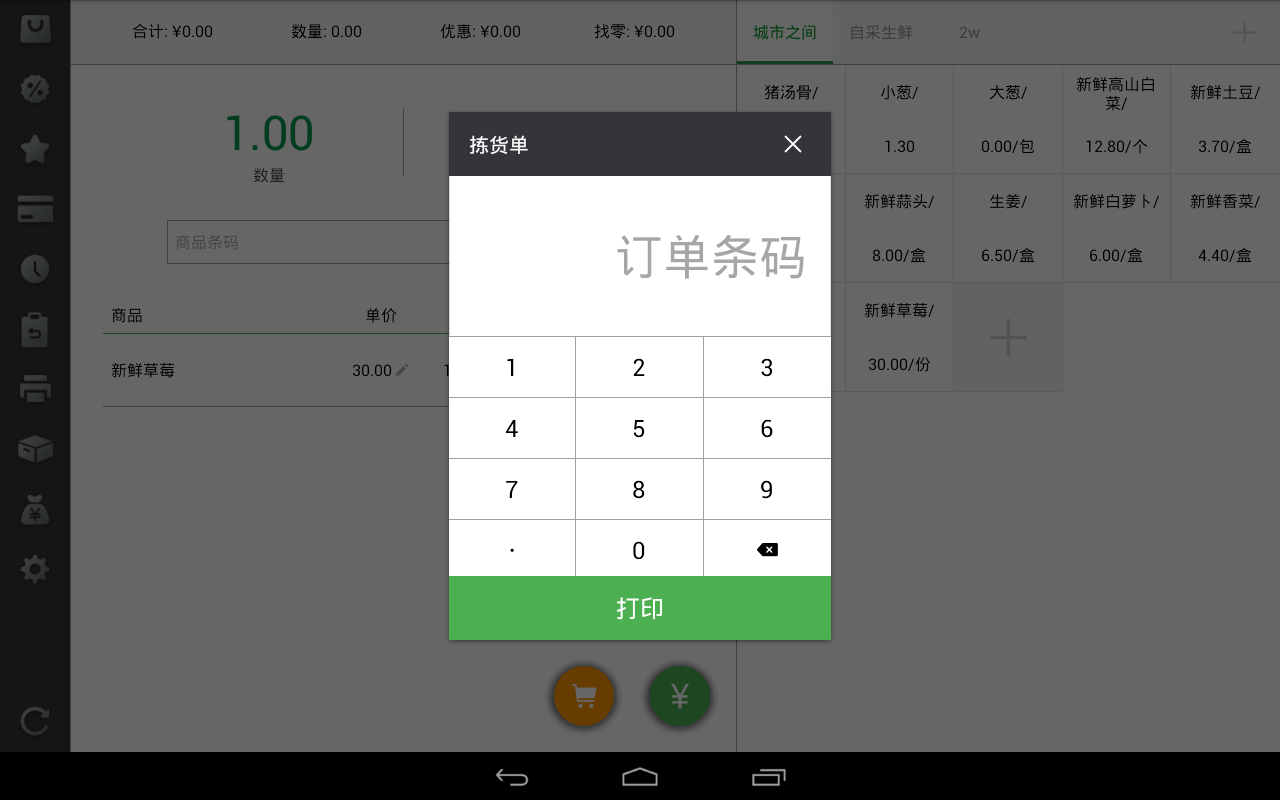 合计: ¥0.00 数量: 0.00 优惠: ¥0.00 找零: ¥0.00
城市之间 自采生鲜 2w
1.00
数量
商品条码
商品 单价
新鲜草莓 30.00
拣货单
订单条码
1 2 3
4 5 6
7 8 9
· 0
打印
猪汤骨/ 小葱/ 大葱/ 新鲜高山白菜/ 新鲜土豆/
1.30 0.00/包 12.80/个 3.70/盒
新鲜蒜头/ 生姜/ 新鲜白萝卜/ 新鲜香菜/
8.00/盒 6.50/盒 6.00/盒 4.40/盒
新鲜草莓/
30.00/份
¥